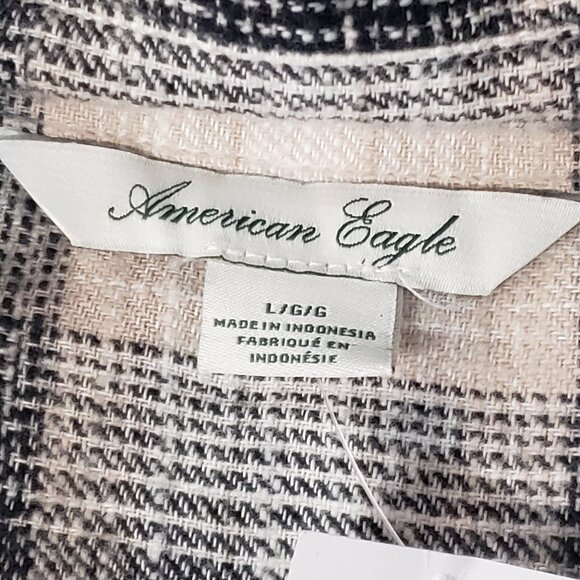 American Eagle
L/G/G
MADE IN INDONESIA
FABRIQUÉ EN
INDONÉSIE